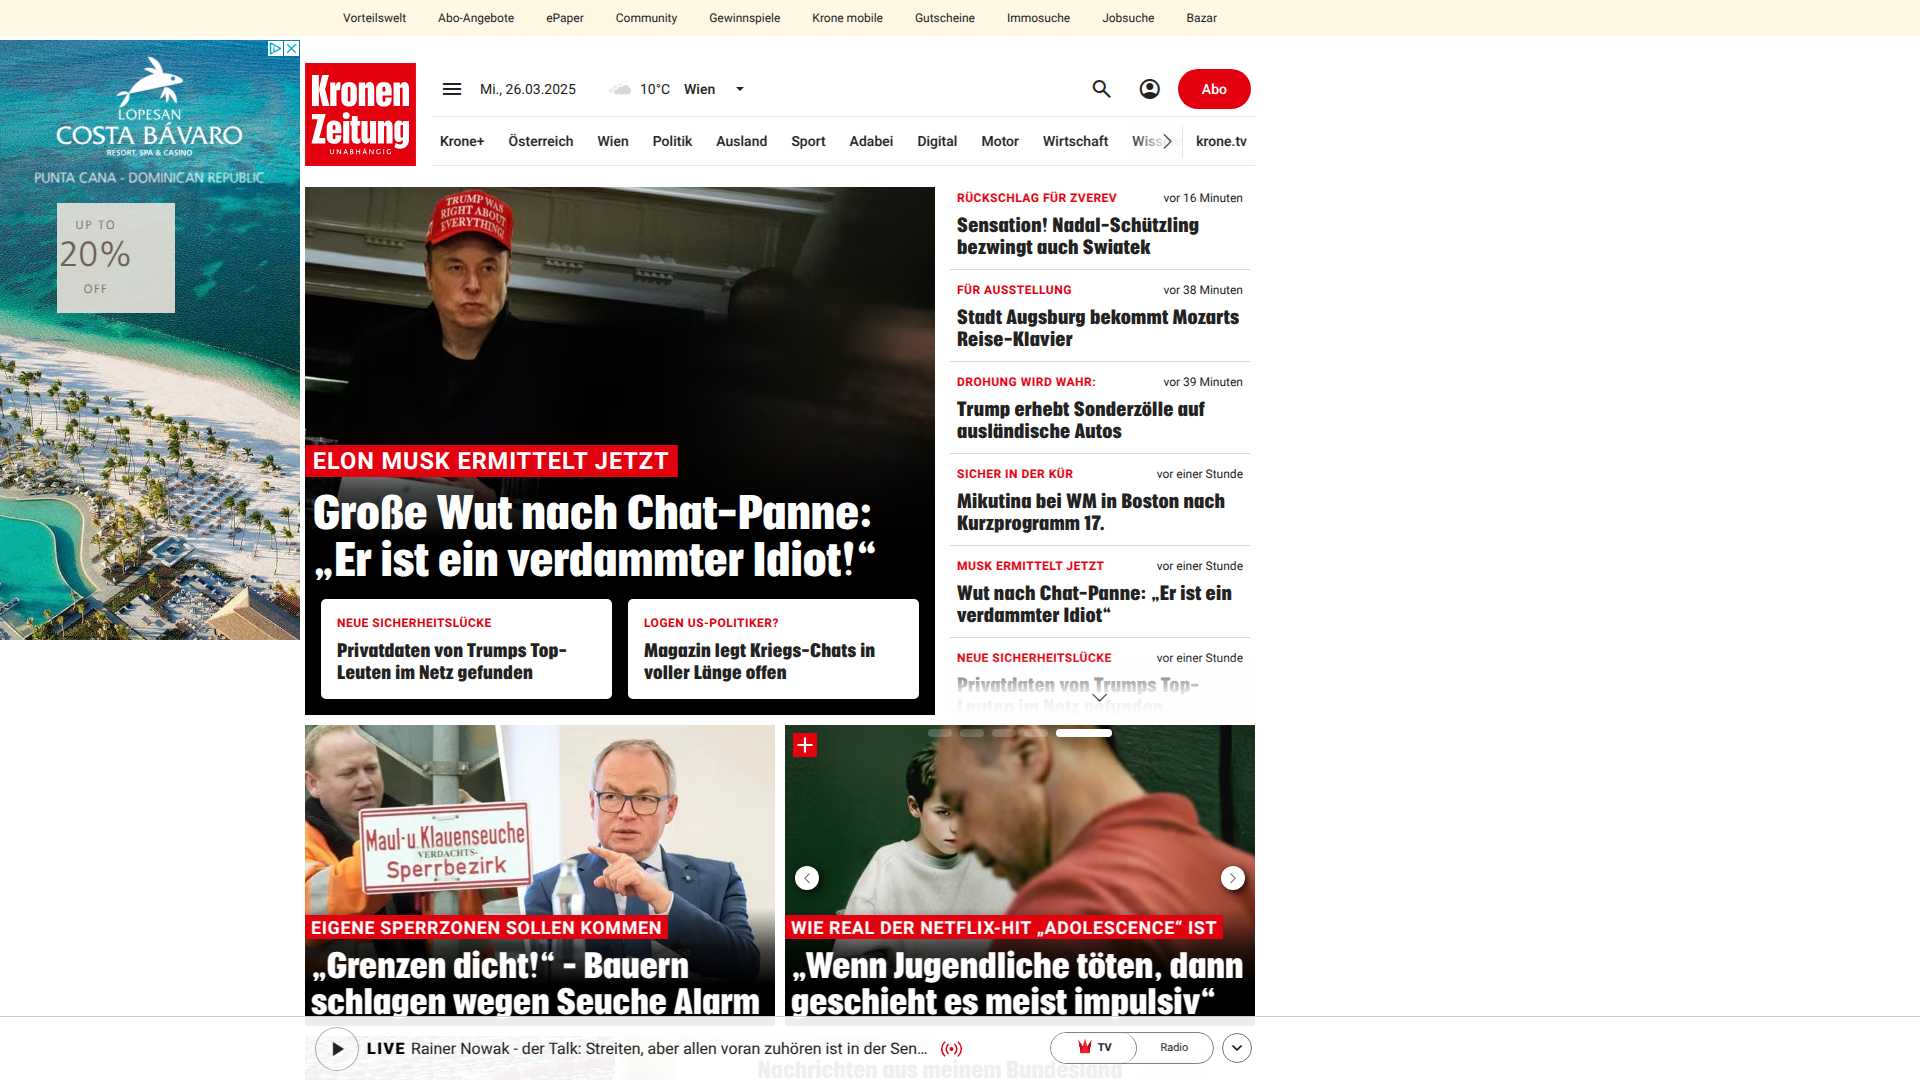 Vorteilswelt Abo-Angebote ePaper Community Gewinnspiele Krone mobile Gutscheine Immosuche Jobsuche Bazar
LOPESAN
COSTA BÁVARO
RESORT, SPA & CASINO
PUNTA CANA - DOMINICAN REPUBLIC
UP TO
20%
OFF
Kronen
Zeitung
UNABHÄNGIG
Mi., 26.03.2025 10°C Wien Abo
Krone+ Österreich Wien Politik Ausland Sport Adabei Digital Motor Wirtschaft Wiss krone.tv
TRUMP WAS
RIGHT ABOUT
EVERYTHING!
ELON MUSK ERMITTELT JETZT
Große Wut nach Chat-Panne:
„Er ist ein verdammter Idiot!“
NEUE SICHERHEITSLÜCKE
Privatdaten von Trumps Top-
Leuten im Netz gefunden
LOGEN US-POLITIKER?
Magazin legt Kriegs-Chats in
voller Länge offen
RÜCKSCHLAG FÜR ZVEREV vor 16 Minuten
Sensation! Nadal-Schützling
bezwingt auch Swiatek
FÜR AUSSTELLUNG vor 38 Minuten
Stadt Augsburg bekommt Mozarts
Reise-Klavier
DROHUNG WIRD WAHR: vor 39 Minuten
Trump erhebt Sonderzölle auf
ausländische Autos
SICHER IN DER KÜR vor einer Stunde
Mikutina bei WM in Boston nach
Kurzprogramm 17.
MUSK ERMITTELT JETZT vor einer Stunde
Wut nach Chat-Panne: „Er ist ein
verdammter Idiot“
NEUE SICHERHEITSLÜCKE vor einer Stunde
Privatdaten von Trumps Top-
Leuten im Netz gefunden
Maul-u. Klauenseuche
VERDACHTS-
Sperrbezirk
EIGENE SPERRZONEN SOLLEN KOMMEN
„Grenzen dicht!“ – Bauern
schlagen wegen Seuche Alarm
WIE REAL DER NETFLIX-HIT „ADOLESCENCE“ IST
„Wenn Jugendliche töten, dann
geschieht es meist impulsiv“
LIVE Rainer Nowak - der Talk: Streiten, aber allen voran zuhören ist in der Sen... TV Radio
Nachrichten aus meinem Bundesland